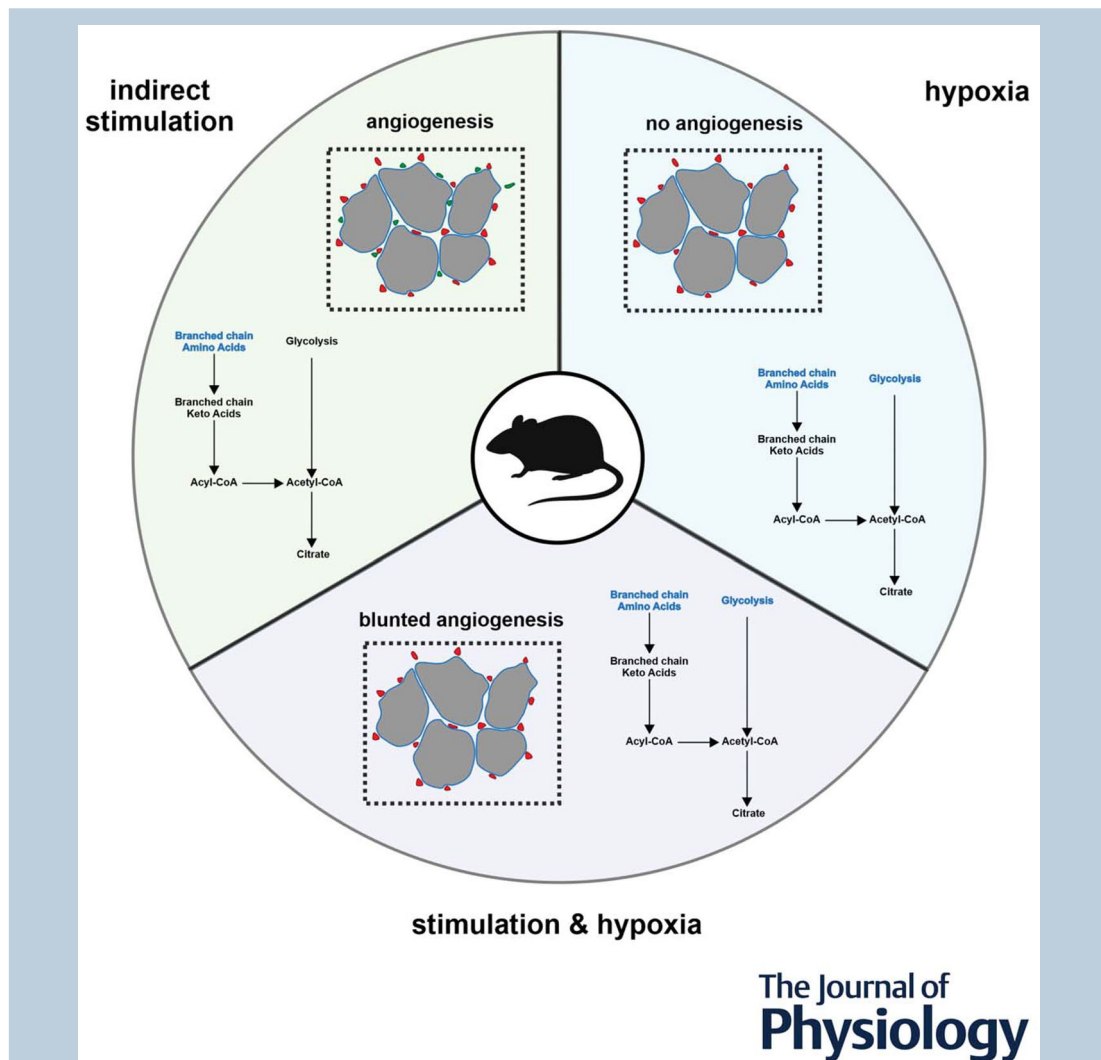 indirect
stimulation
angiogenesis
Branched chain
Amino Acids
Glycolysis
Branched chain
Keto Acids
Acyl-CoA
Acetyl-CoA
Citrate
hypoxia
no angiogenesis
Branched chain
Amino Acids
Glycolysis
Branched chain
Keto Acids
Acyl-CoA
Acetyl-CoA
Citrate
blunted angiogenesis
Branched chain
Amino Acids
Glycolysis
Branched chain
Keto Acids
Acyl-CoA
Acetyl-CoA
Citrate
stimulation & hypoxia
The Journal of
Physiology